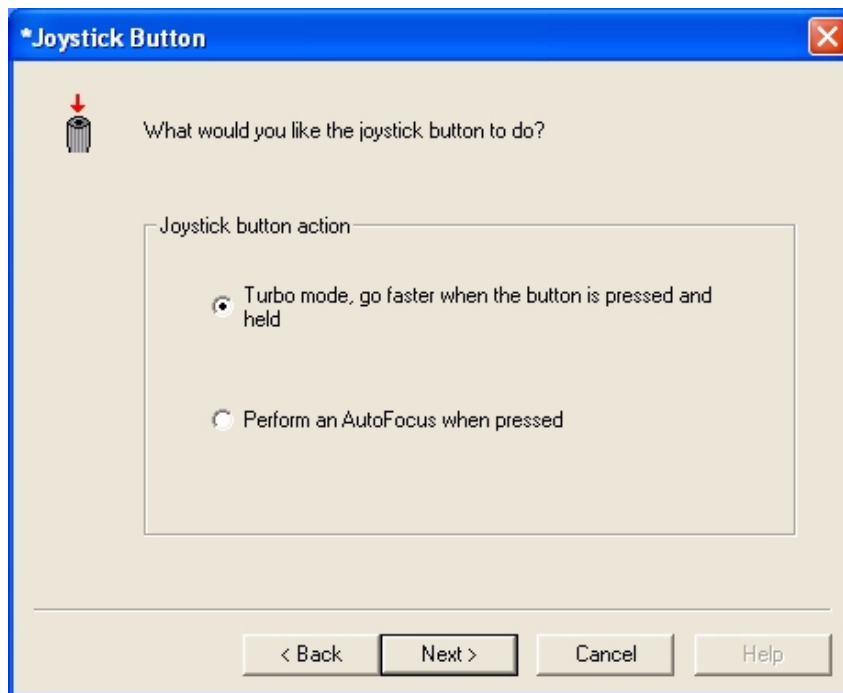 *Joystick Button
What would you like the joystick button to do?
Joystick button action
Turbo mode, go faster when the button is pressed and
held
Perform an AutoFocus when pressed
< Back
Next >
Cancel
Help